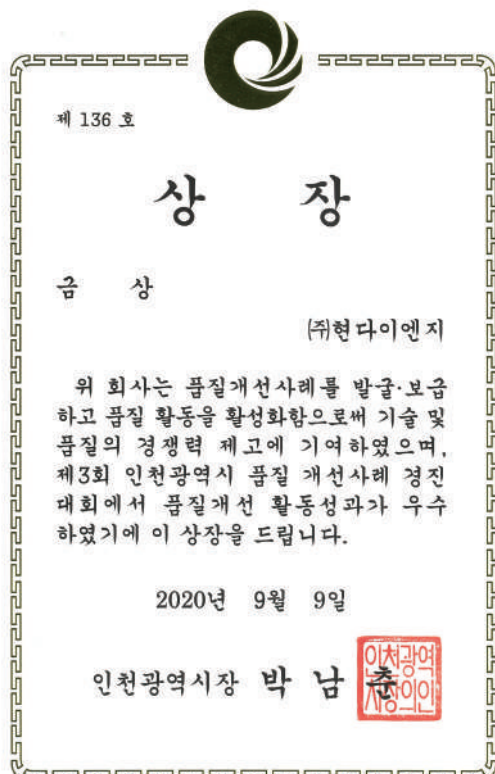 제 136 호
상 장
금 상
㈜현다이엔지
위 회사는 품질개선사례를 발굴·보급
하고 품질 활동을 활성화함으로써 기술 및
품질의 경쟁력 제고에 기여하였으며,
제3회 인천광역시 품질 개선사례 경진
대회에서 품질개선 활동성과가 우수
하였기에 이 상장을 드립니다.
2020년 9월 9일
인천광역시장 박 남 춘
인천광역
시장의인